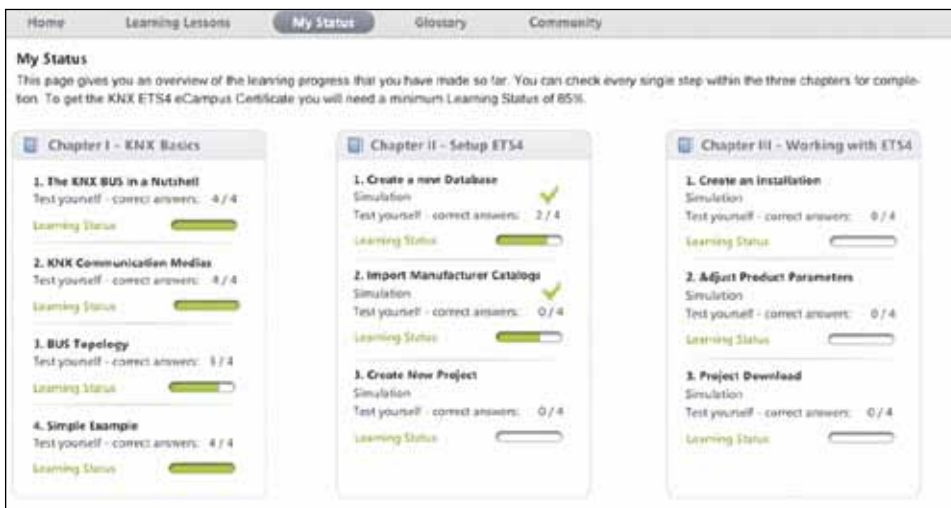 Home Learning Lessons My Status Glossary Community
My Status
This page gives you an overview of the learning progress that you have made so far. You can check every single step within the three chapters for comple-
tion. To get the KNX ETS4 eCampus Certificate you will need a minimum Learning Status of 85%.
Chapter I - KNX Basics
1. The KNX BUS in a Nutshell
Test yourself - correct answers: 4 / 4
Learning Status
2. KNX Communication Medias
Test yourself - correct answers: 4 / 4
Learning Status
3. BUS Topology
Test yourself - correct answers: 3 / 4
Learning Status
4. Simple Example
Test yourself - correct answers: 4 / 4
Learning Status
Chapter II - Setup ETS4
1. Create a new Database
Simulation
Test yourself - correct answers: 2 / 4
Learning Status
2. Import Manufacturer Catalogs
Simulation
Test yourself - correct answers: 0 / 4
Learning Status
3. Create New Project
Simulation
Test yourself - correct answers: 0 / 4
Learning Status
Chapter III - Working with ETS4
1. Create an Installation
Simulation
Test yourself - correct answers: 0 / 4
Learning Status
2. Adjust Product Parameters
Simulation
Test yourself - correct answers: 0 / 4
Learning Status
3. Project Download
Simulation
Test yourself - correct answers: 0 / 4
Learning Status